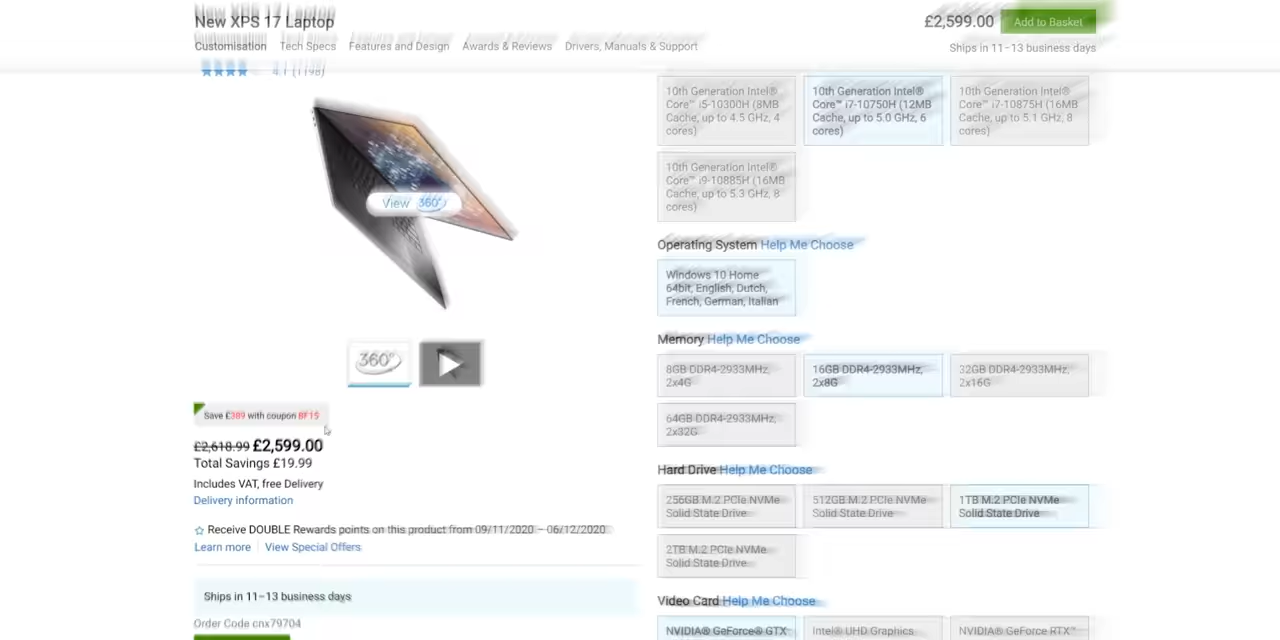 New XPS 17 Laptop
£2,599.00
Add to Basket
Customisation Tech Specs Features and Design Awards & Reviews Drivers, Manuals & Support
Ships in 11–13 business days
4.1 (1198)
View 360°
360°
Save £389 with coupon BF15
£2,618.99 £2,599.00
Total Savings £19.99
Includes VAT, free Delivery
Delivery information
Receive DOUBLE Rewards points on this product from 09/11/2020 – 06/12/2020
Learn more
View Special Offers
Ships in 11–13 business days
Order Code cnx79704
10th Generation Intel®
Core™ i5-10300H (8MB
Cache, up to 4.5 GHz, 4
cores)
10th Generation Intel®
Core™ i7-10750H (12MB
Cache, up to 5.0 GHz, 6
cores)
10th Generation Intel®
Core™ i7-10875H (16MB
Cache, up to 5.1 GHz, 8
cores)
10th Generation Intel®
Core™ i9-10885H (16MB
Cache, up to 5.3 GHz, 8
cores)
Operating System Help Me Choose
Windows 10 Home
64bit, English, Dutch,
French, German, Italian
Memory Help Me Choose
8GB DDR4-2933MHz,
2x4G
16GB DDR4-2933MHz,
2x8G
32GB DDR4-2933MHz,
2x16G
64GB DDR4-2933MHz,
2x32G
Hard Drive Help Me Choose
256GB M.2 PCIe NVMe
Solid State Drive
512GB M.2 PCIe NVMe
Solid State Drive
1TB M.2 PCIe NVMe
Solid State Drive
2TB M.2 PCIe NVMe
Solid State Drive
Video Card Help Me Choose
NVIDIA® GeForce® GTX
Intel® UHD Graphics
NVIDIA® GeForce RTX™